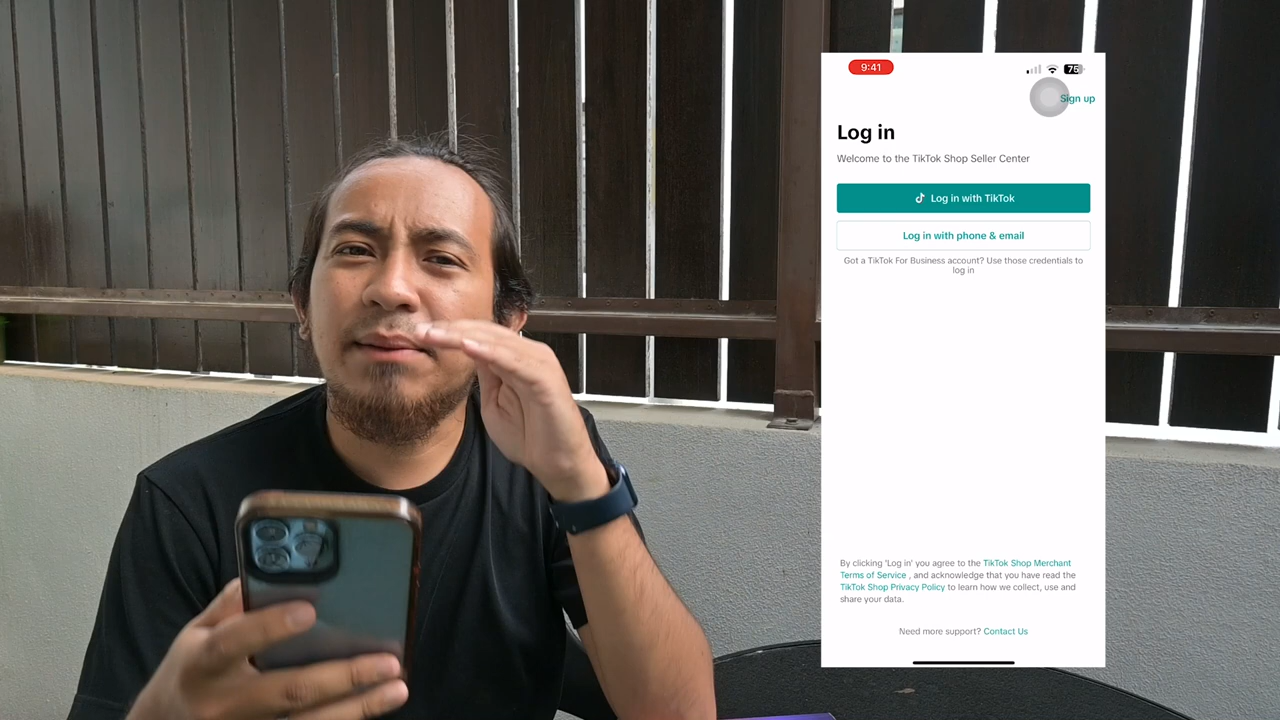 9:41
75
Sign up
Log in
Welcome to the TikTok Shop Seller Center
Log in with TikTok
Log in with phone & email
Got a TikTok For Business account? Use those credentials to
log in
By clicking 'Log in' you agree to the TikTok Shop Merchant
Terms of Service , and acknowledge that you have read the
TikTok Shop Privacy Policy to learn how we collect, use and
share your data.
Need more support? Contact Us